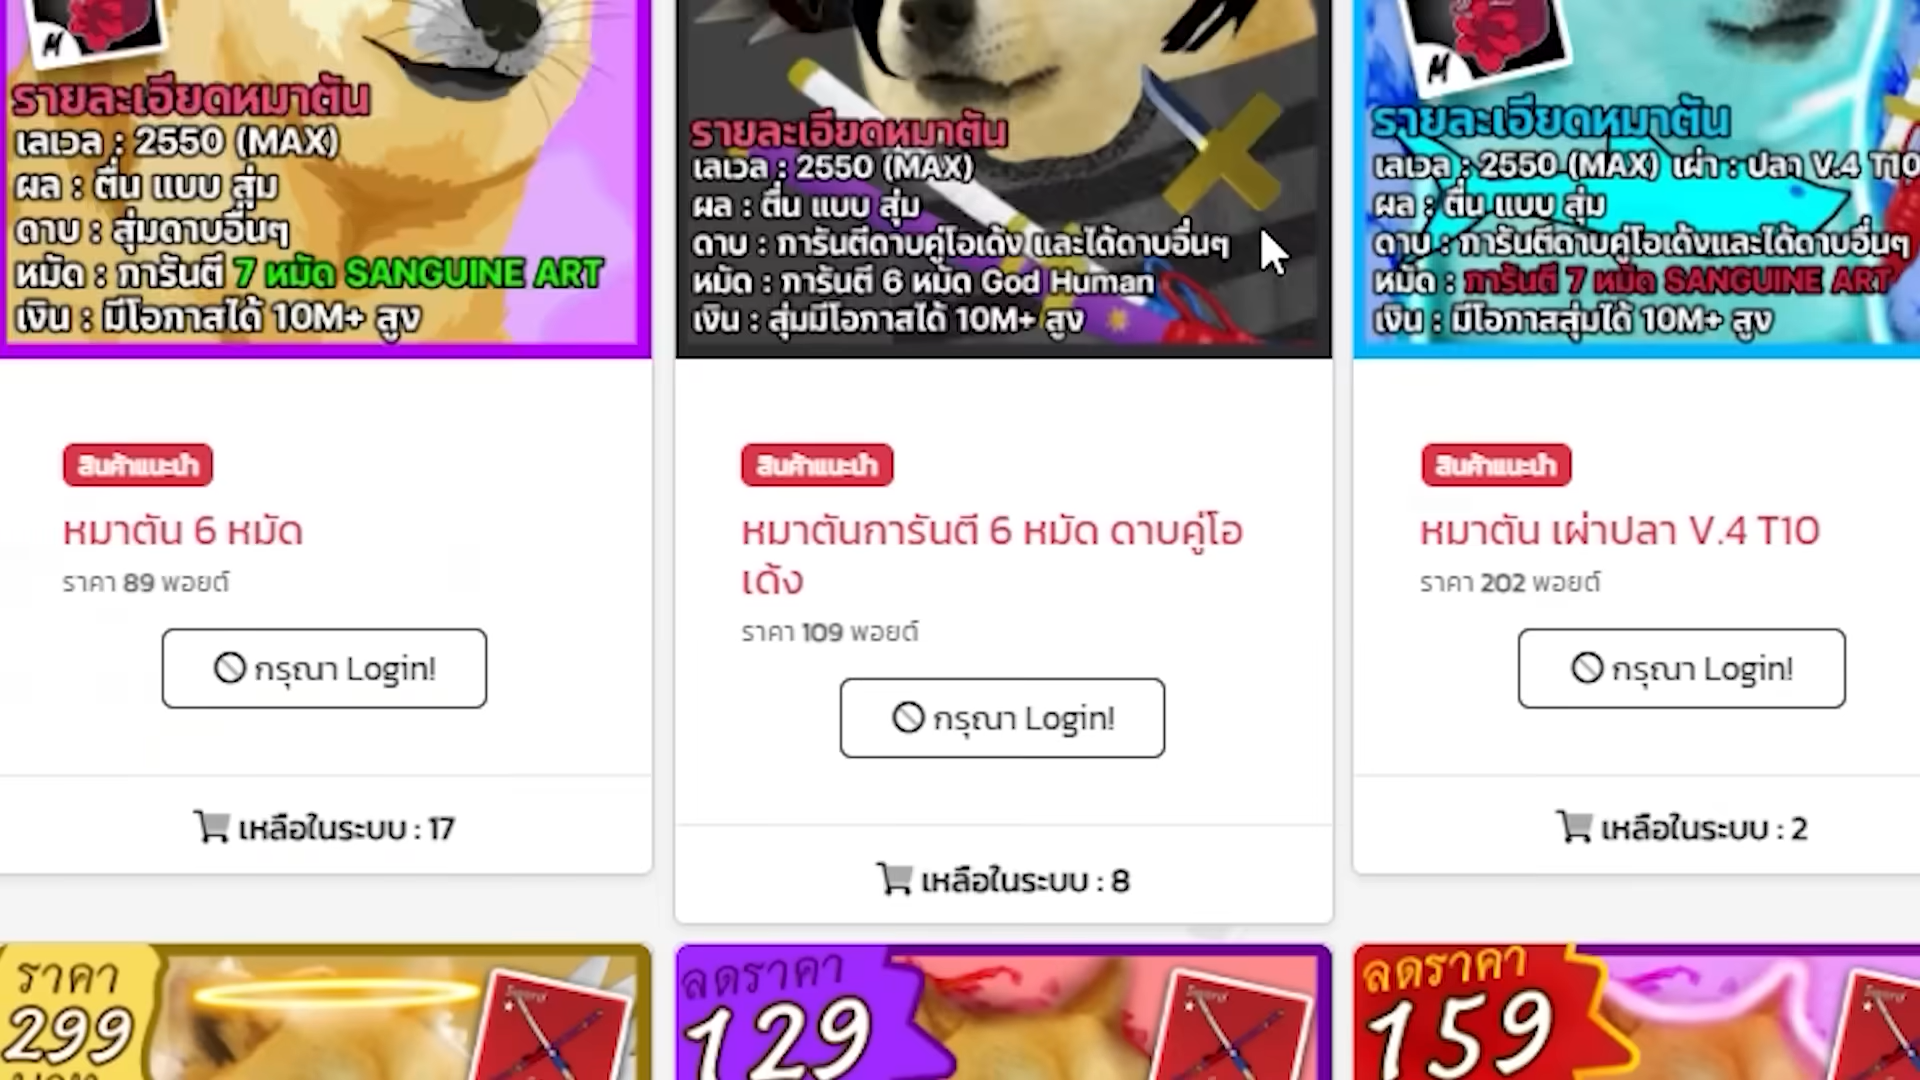 M
รายละเอียดหมาตัน
เลเวล : 2550 (MAX)
ผล : ตื่น แบบ สุ่ม
ดาบ : สุ่มดาบอื่นๆ
หมัด : การันตี 7 หมัด SANGUINE ART
เงิน : มีโอกาสได้ 10M+ สูง
สินค้าแนะนำ
หมาตัน 6 หมัด
ราคา 89 พอยต์
กรุณา Login!
เหลือในระบบ : 17
รายละเอียดหมาตัน
เลเวล : 2550 (MAX)
ผล : ตื่น แบบ สุ่ม
ดาบ : การันตีดาบคู่โอเด้ง และได้ดาบอื่นๆ
หมัด : การันตี 6 หมัด God Human
เงิน : สุ่มมีโอกาสได้ 10M+ สูง
สินค้าแนะนำ
หมาตันการันตี 6 หมัด ดาบคู่โอ
เด้ง
ราคา 109 พอยต์
กรุณา Login!
เหลือในระบบ : 8
M
รายละเอียดหมาตัน
เลเวล : 2550 (MAX) เผ่า : ปลา V.4 T10
ผล : ตื่น แบบ สุ่ม
ดาบ : การันตีดาบคู่โอเด้งและได้ดาบอื่นๆ
หมัด : การันตี 7 หมัด SANGUINE ART
เงิน : มีโอกาสสุ่มได้ 10M+ สูง
สินค้าแนะนำ
หมาตัน เผ่าปลา V.4 T10
ราคา 202 พอยต์
กรุณา Login!
เหลือในระบบ : 2
ราคา
299
ลดราคา
129
ลดราคา
159